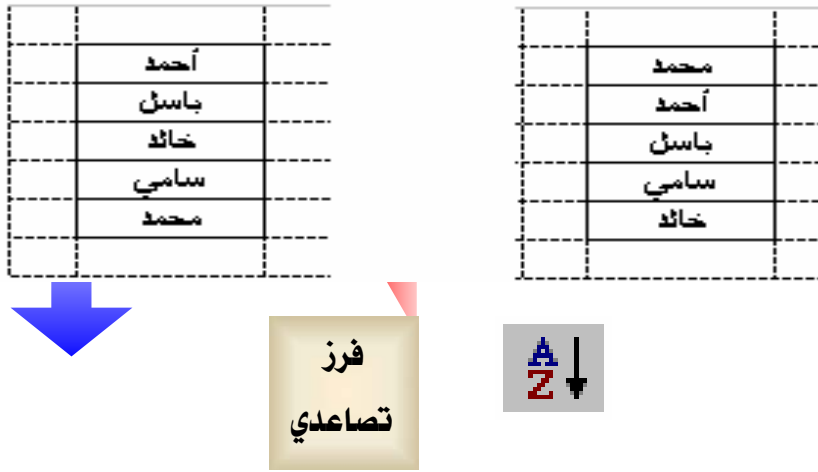 محمد
أحمد
باسل
سامي
خالد
أحمد
باسل
خالد
سامي
محمد
A
Z
فرز
تصاعدي